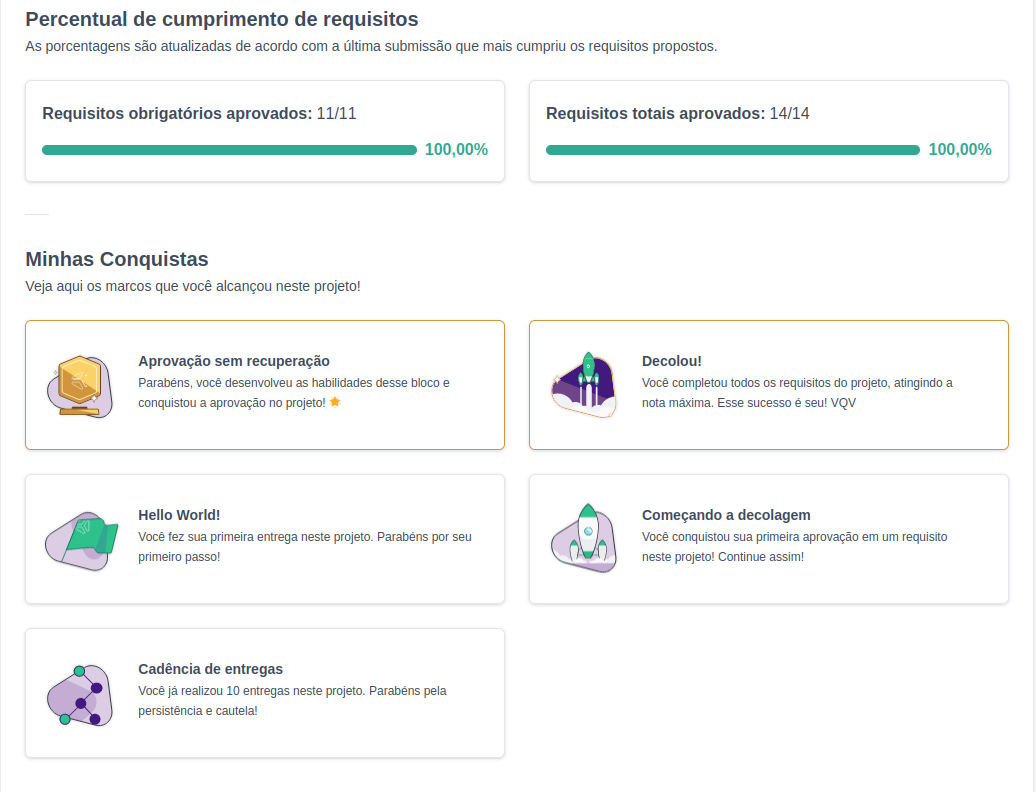 Percentual de cumprimento de requisitos
As porcentagens são atualizadas de acordo com a última submissão que mais cumpriu os requisitos propostos.
Requisitos obrigatórios aprovados: 11/11
100,00%
Requisitos totais aprovados: 14/14
100,00%
Minhas Conquistas
Veja aqui os marcos que você alcançou neste projeto!
Aprovação sem recuperação
Parabéns, você desenvolveu as habilidades desse bloco e
conquistou a aprovação no projeto!
Decolou!
Você completou todos os requisitos do projeto, atingindo a
nota máxima. Esse sucesso é seu! VQV
Hello World!
Você fez sua primeira entrega neste projeto. Parabéns por seu
primeiro passo!
Começando a decolagem
Você conquistou sua primeira aprovação em um requisito
neste projeto! Continue assim!
Cadência de entregas
Você já realizou 10 entregas neste projeto. Parabéns pela
persistência e cautela!